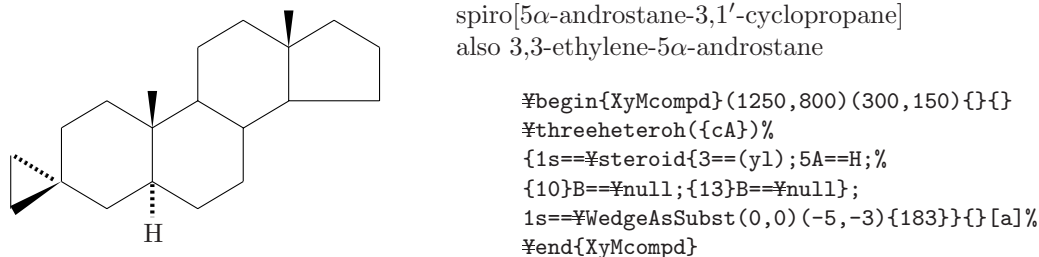 spiro[5α-androstane-3,1′-cyclopropane]
also 3,3-ethylene-5α-androstane
¥begin{XyMcompd}(1250,800)(300,150){}{}
¥threeheteroh({cA})%
{1s==¥steroid{3==(yl);5A==H;%
{10}B==¥null;{13}B==¥null};
1s==¥WedgeAsSubst(0,0)(-5,-3){183}}{}[a]%
¥end{XyMcompd}
H